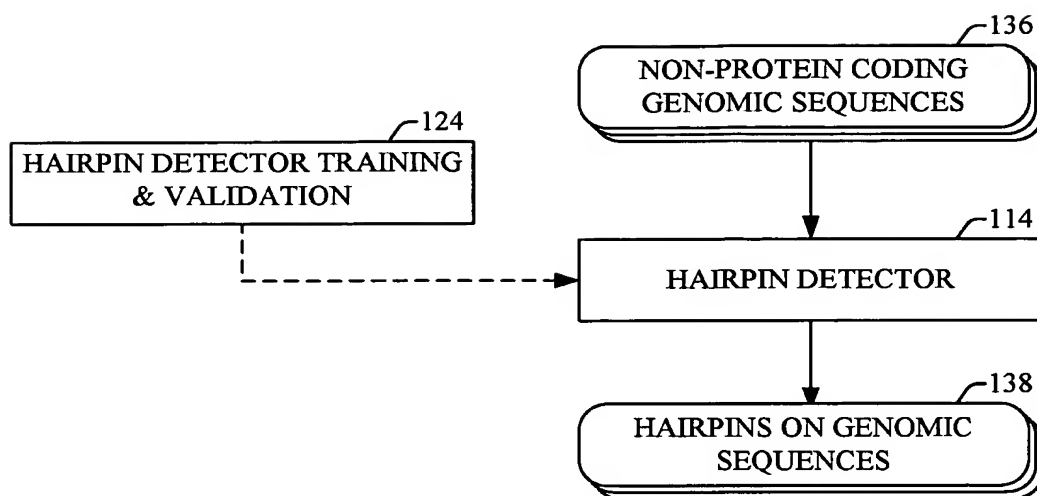 136
NON-PROTEIN CODING
GENOMIC SEQUENCES
124
HAIRPIN DETECTOR TRAINING
& VALIDATION
114
HAIRPIN DETECTOR
138
HAIRPINS ON GENOMIC
SEQUENCES